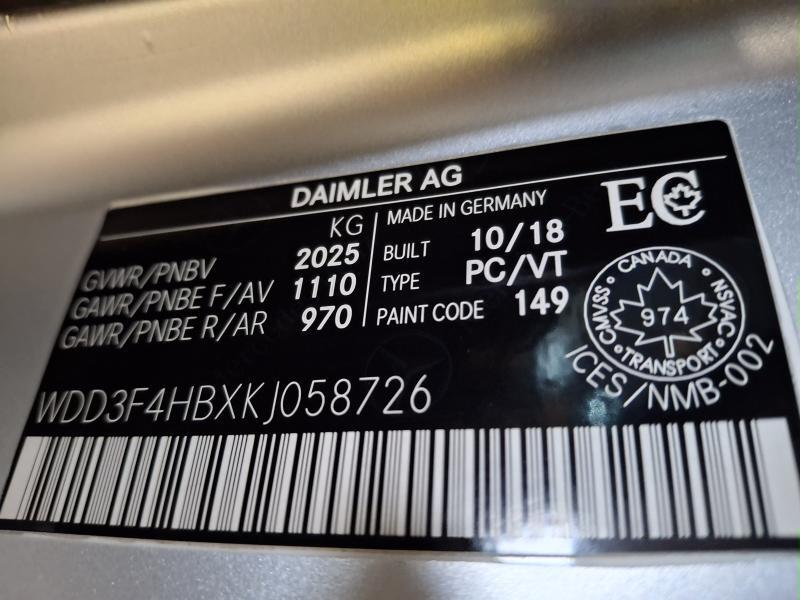 DAIMLER AG
KG
GVWR/PNBV 2025
GAWR/PNBE F/AV 1110
GAWR/PNBE R/AR 970
MADE IN GERMANY
BUILT 10/18
TYPE PC/VT
PAINT CODE 149
EC
CANADA
CMVSS
NSVAC
974
TRANSPORT
ICES/NMB-002
WDD3F4HBXKJ058726